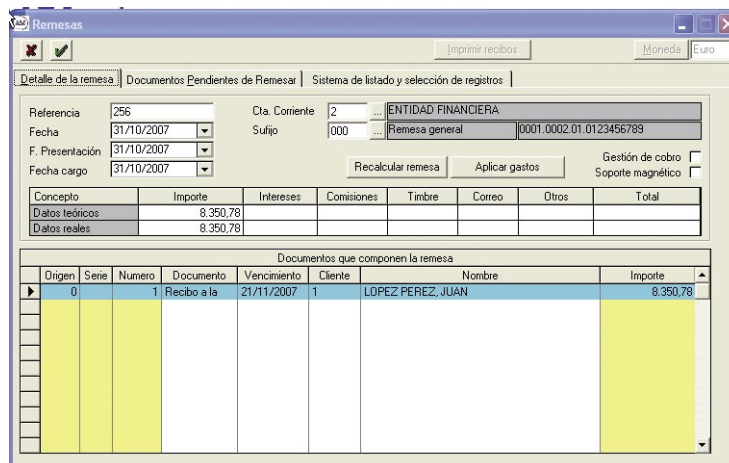 Remesas
Imprimir recibos Moneda Euro
Detalle de la remesa Documentos Pendientes de Remesar Sistema de listado y selección de registros
Referencia 256 Cta. Corriente 2 ... ENTIDAD FINANCIERA
Fecha 31/10/2007 Sufijo 000 ... Remesa general 0001.0002.01.0123456789
F. Presentación 31/10/2007 Gestión de cobro
Fecha cargo 31/10/2007 Recalcular remesa Aplicar gastos Soporte magnético
Concepto Importe Intereses Comisiones Timbre Correo Otros Total
Datos teóricos 8.350,78
Datos reales 8.350,78
Documentos que componen la remesa
Origen Serie Numero Documento Vencimiento Cliente Nombre Importe
0 1 Recibo a la 21/11/2007 1 LOPEZ PEREZ, JUAN 8.350,78